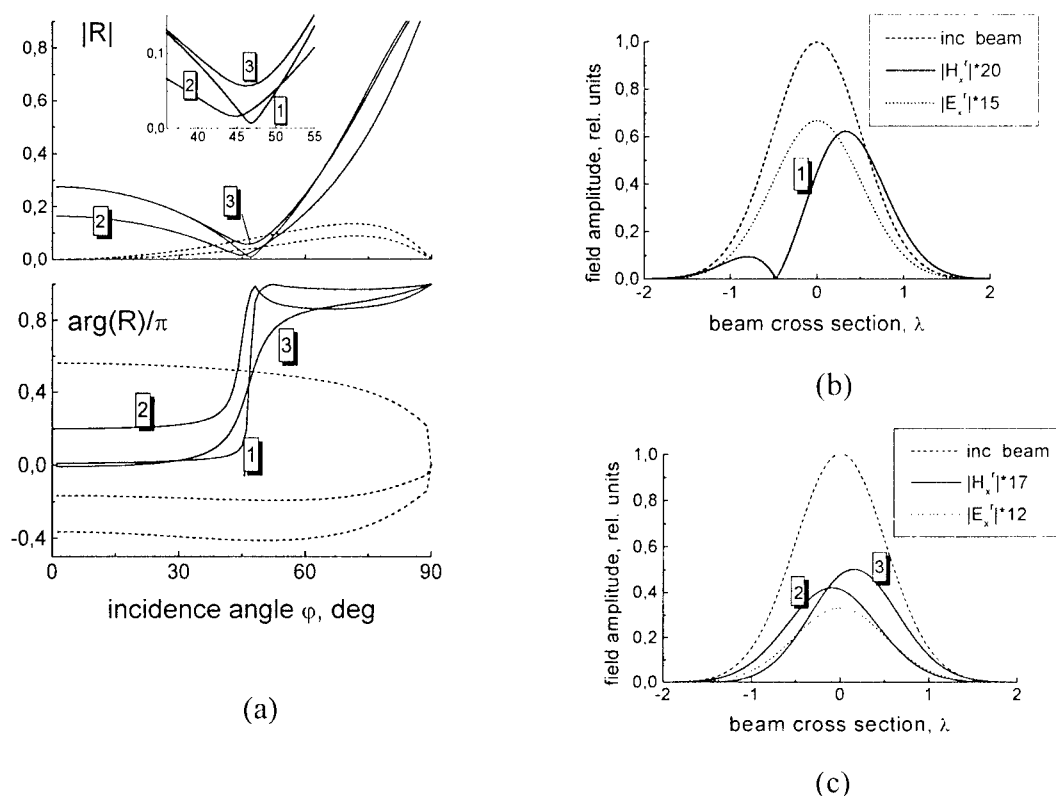 |R|
0,8
0,6
0,4
0,2
0,0
0,1
0,0
40 45 50 55
3
2
1
3
2
arg(R)/π
0,8
0,4
0,0
-0,4
3
2
1
0 30 60 90
incidence angle φ, deg
(a)
field amplitude, rel. units
1,0
0,8
0,6
0,4
0,2
0,0
inc beam
|Hₓʳ|*20
|Eₓʳ|*15
1
-2 -1 0 1 2
beam cross section, λ
(b)
field amplitude, rel. units
1,0
0,8
0,6
0,4
0,2
0,0
inc beam
|Hₓʳ|*17
|Eₓʳ|*12
2
3
-2 -1 0 1 2
beam cross section, λ
(c)